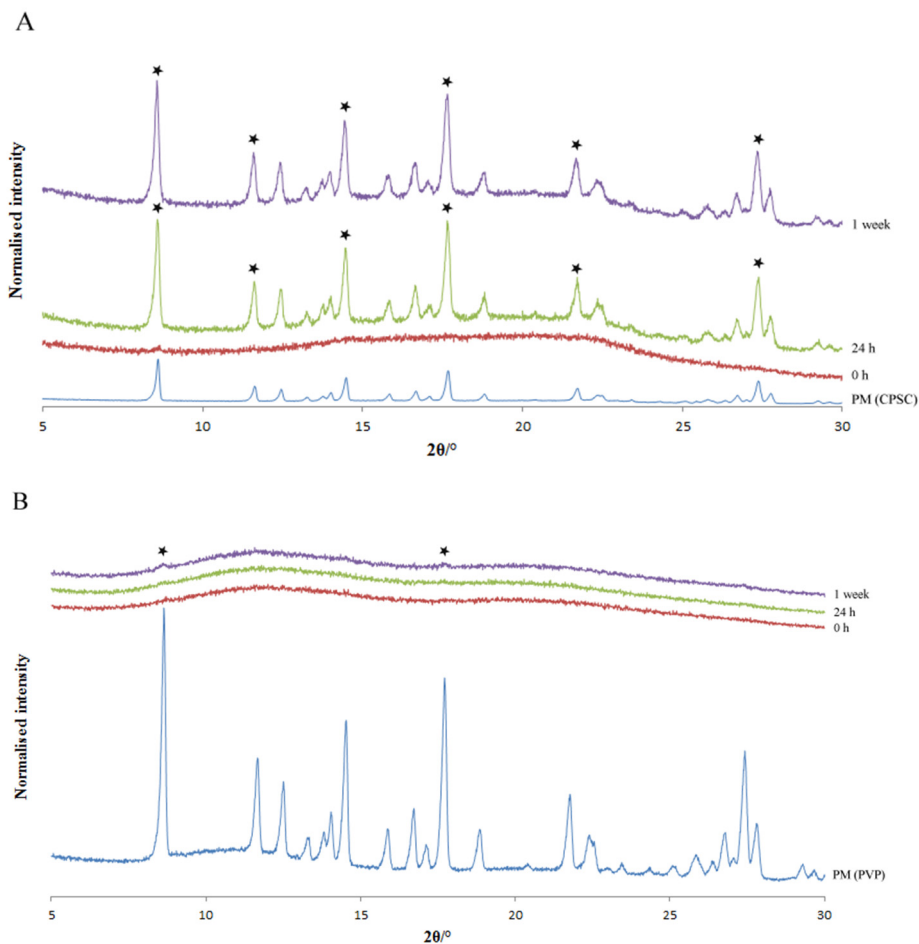 A
Normalised intensity
1 week
24 h
0 h
PM (CPSC)
5 10 15 20 25 30
2θ/°
B
Normalised intensity
1 week
24 h
0 h
PM (PVP)
5 10 15 20 25 30
2θ/°